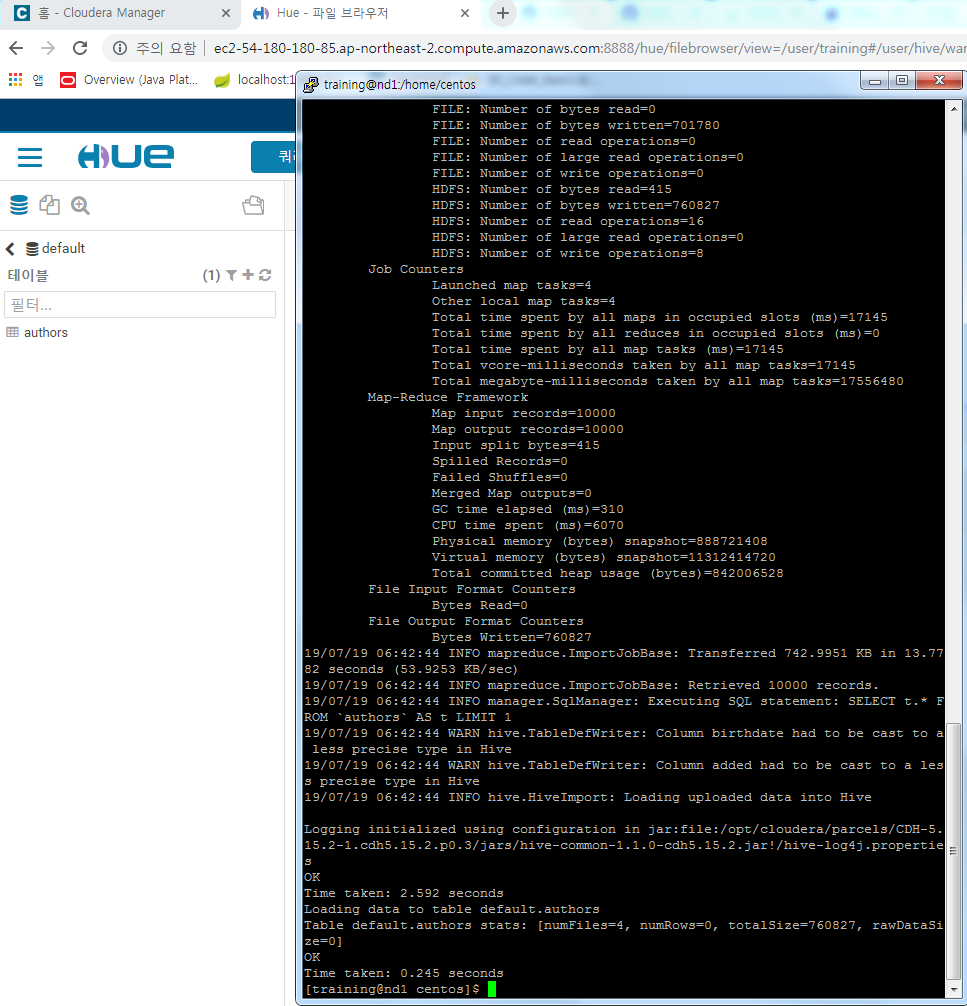 홈 - Cloudera Manager
Hue - 파일 브라우저
주의 요함
ec2-54-180-180-85.ap-northeast-2.compute.amazonaws.com:8888/hue/filebrowser/view=/user/training#/user/hive/war
앱
Overview (Java Plat...
localhost:1
training@nd1:/home/centos
HUE
쿼리
default
테이블
(1)
필터...
authors
FILE: Number of bytes read=0
FILE: Number of bytes written=701780
FILE: Number of read operations=0
FILE: Number of large read operations=0
FILE: Number of write operations=0
HDFS: Number of bytes read=415
HDFS: Number of bytes written=760827
HDFS: Number of read operations=16
HDFS: Number of large read operations=0
HDFS: Number of write operations=8
Job Counters
Launched map tasks=4
Other local map tasks=4
Total time spent by all maps in occupied slots (ms)=17145
Total time spent by all reduces in occupied slots (ms)=0
Total time spent by all map tasks (ms)=17145
Total vcore-milliseconds taken by all map tasks=17145
Total megabyte-milliseconds taken by all map tasks=17556480
Map-Reduce Framework
Map input records=10000
Map output records=10000
Input split bytes=415
Spilled Records=0
Failed Shuffles=0
Merged Map outputs=0
GC time elapsed (ms)=310
CPU time spent (ms)=6070
Physical memory (bytes) snapshot=888721408
Virtual memory (bytes) snapshot=11312414720
Total committed heap usage (bytes)=842006528
File Input Format Counters
Bytes Read=0
File Output Format Counters
Bytes Written=760827
19/07/19 06:42:44 INFO mapreduce.ImportJobBase: Transferred 742.9951 KB in 13.77
82 seconds (53.9253 KB/sec)
19/07/19 06:42:44 INFO mapreduce.ImportJobBase: Retrieved 10000 records.
19/07/19 06:42:44 INFO manager.SqlManager: Executing SQL statement: SELECT t.* F
ROM `authors` AS t LIMIT 1
19/07/19 06:42:44 WARN hive.TableDefWriter: Column birthdate had to be cast to a
less precise type in Hive
19/07/19 06:42:44 WARN hive.TableDefWriter: Column added had to be cast to a les
s precise type in Hive
19/07/19 06:42:44 INFO hive.HiveImport: Loading uploaded data into Hive
Logging initialized using configuration in jar:file:/opt/cloudera/parcels/CDH-5.
15.2-1.cdh5.15.2.p0.3/jars/hive-common-1.1.0-cdh5.15.2.jar!/hive-log4j.propertie
s
OK
Time taken: 2.592 seconds
Loading data to table default.authors
Table default.authors stats: [numFiles=4, numRows=0, totalSize=760827, rawDataSi
ze=0]
OK
Time taken: 0.245 seconds
[training@nd1 centos]$